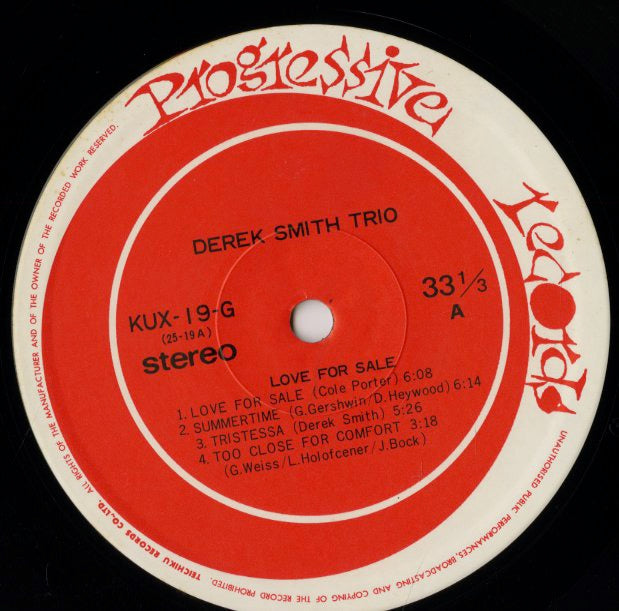 Progressive
records
DEREK SMITH TRIO
KUX-19-G
(25-19A)
stereo
33 1/3
A
LOVE FOR SALE
1. LOVE FOR SALE (Cole Porter) 6:08
2. SUMMERTIME (G.Gershwin/D.Heywood) 6:14
3. TRISTESSA (Derek Smith) 5:26
4. TOO CLOSE FOR COMFORT 3:18
(G.Weiss/L.Holofcener/J.Bock)
TEICHIKU RECORDS CO., LTD. ALL RIGHTS OF THE MANUFACTURER AND OF THE OWNER OF THE RECORDED WORK RESERVED.
UNAUTHORISED PUBLIC PERFORMANCES, BROADCASTING AND COPYING OF THE RECORD PROHIBITED.